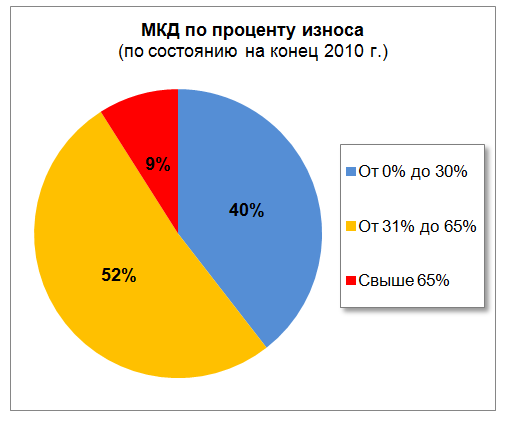 МКД по проценту износа
(по состоянию на конец 2010 г.)
9%
40%
52%
От 0% до 30%
От 31% до 65%
Свыше 65%